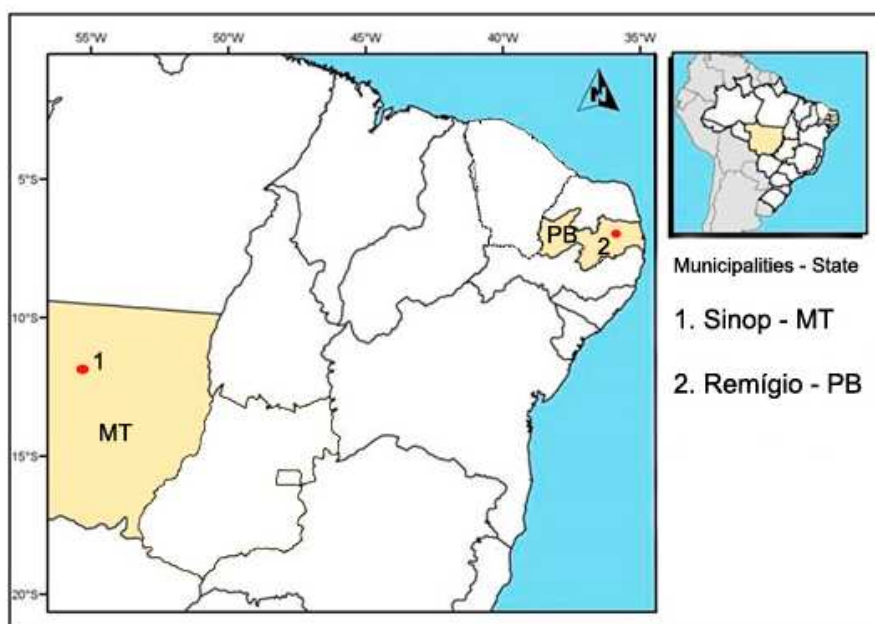 55°W 50°W 45°W 40°W 35°W
N
5°S
PB
2
10°S
1
MT
15°S
20°S
Municipalities - State
1. Sinop - MT
2. Remígio - PB